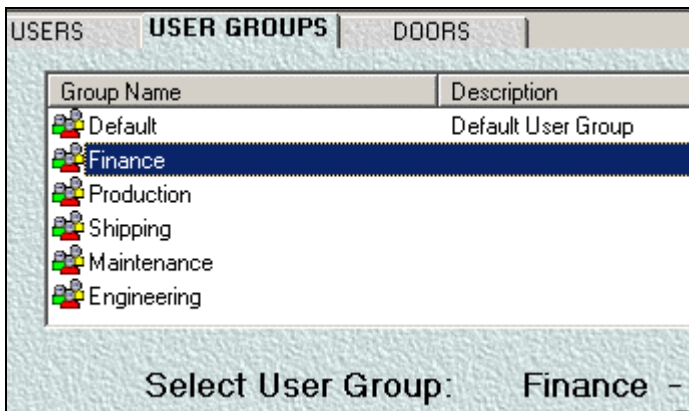 USERS USER GROUPS DOORS
Group Name Description
Default Default User Group
Finance
Production
Shipping
Maintenance
Engineering
Select User Group: Finance -